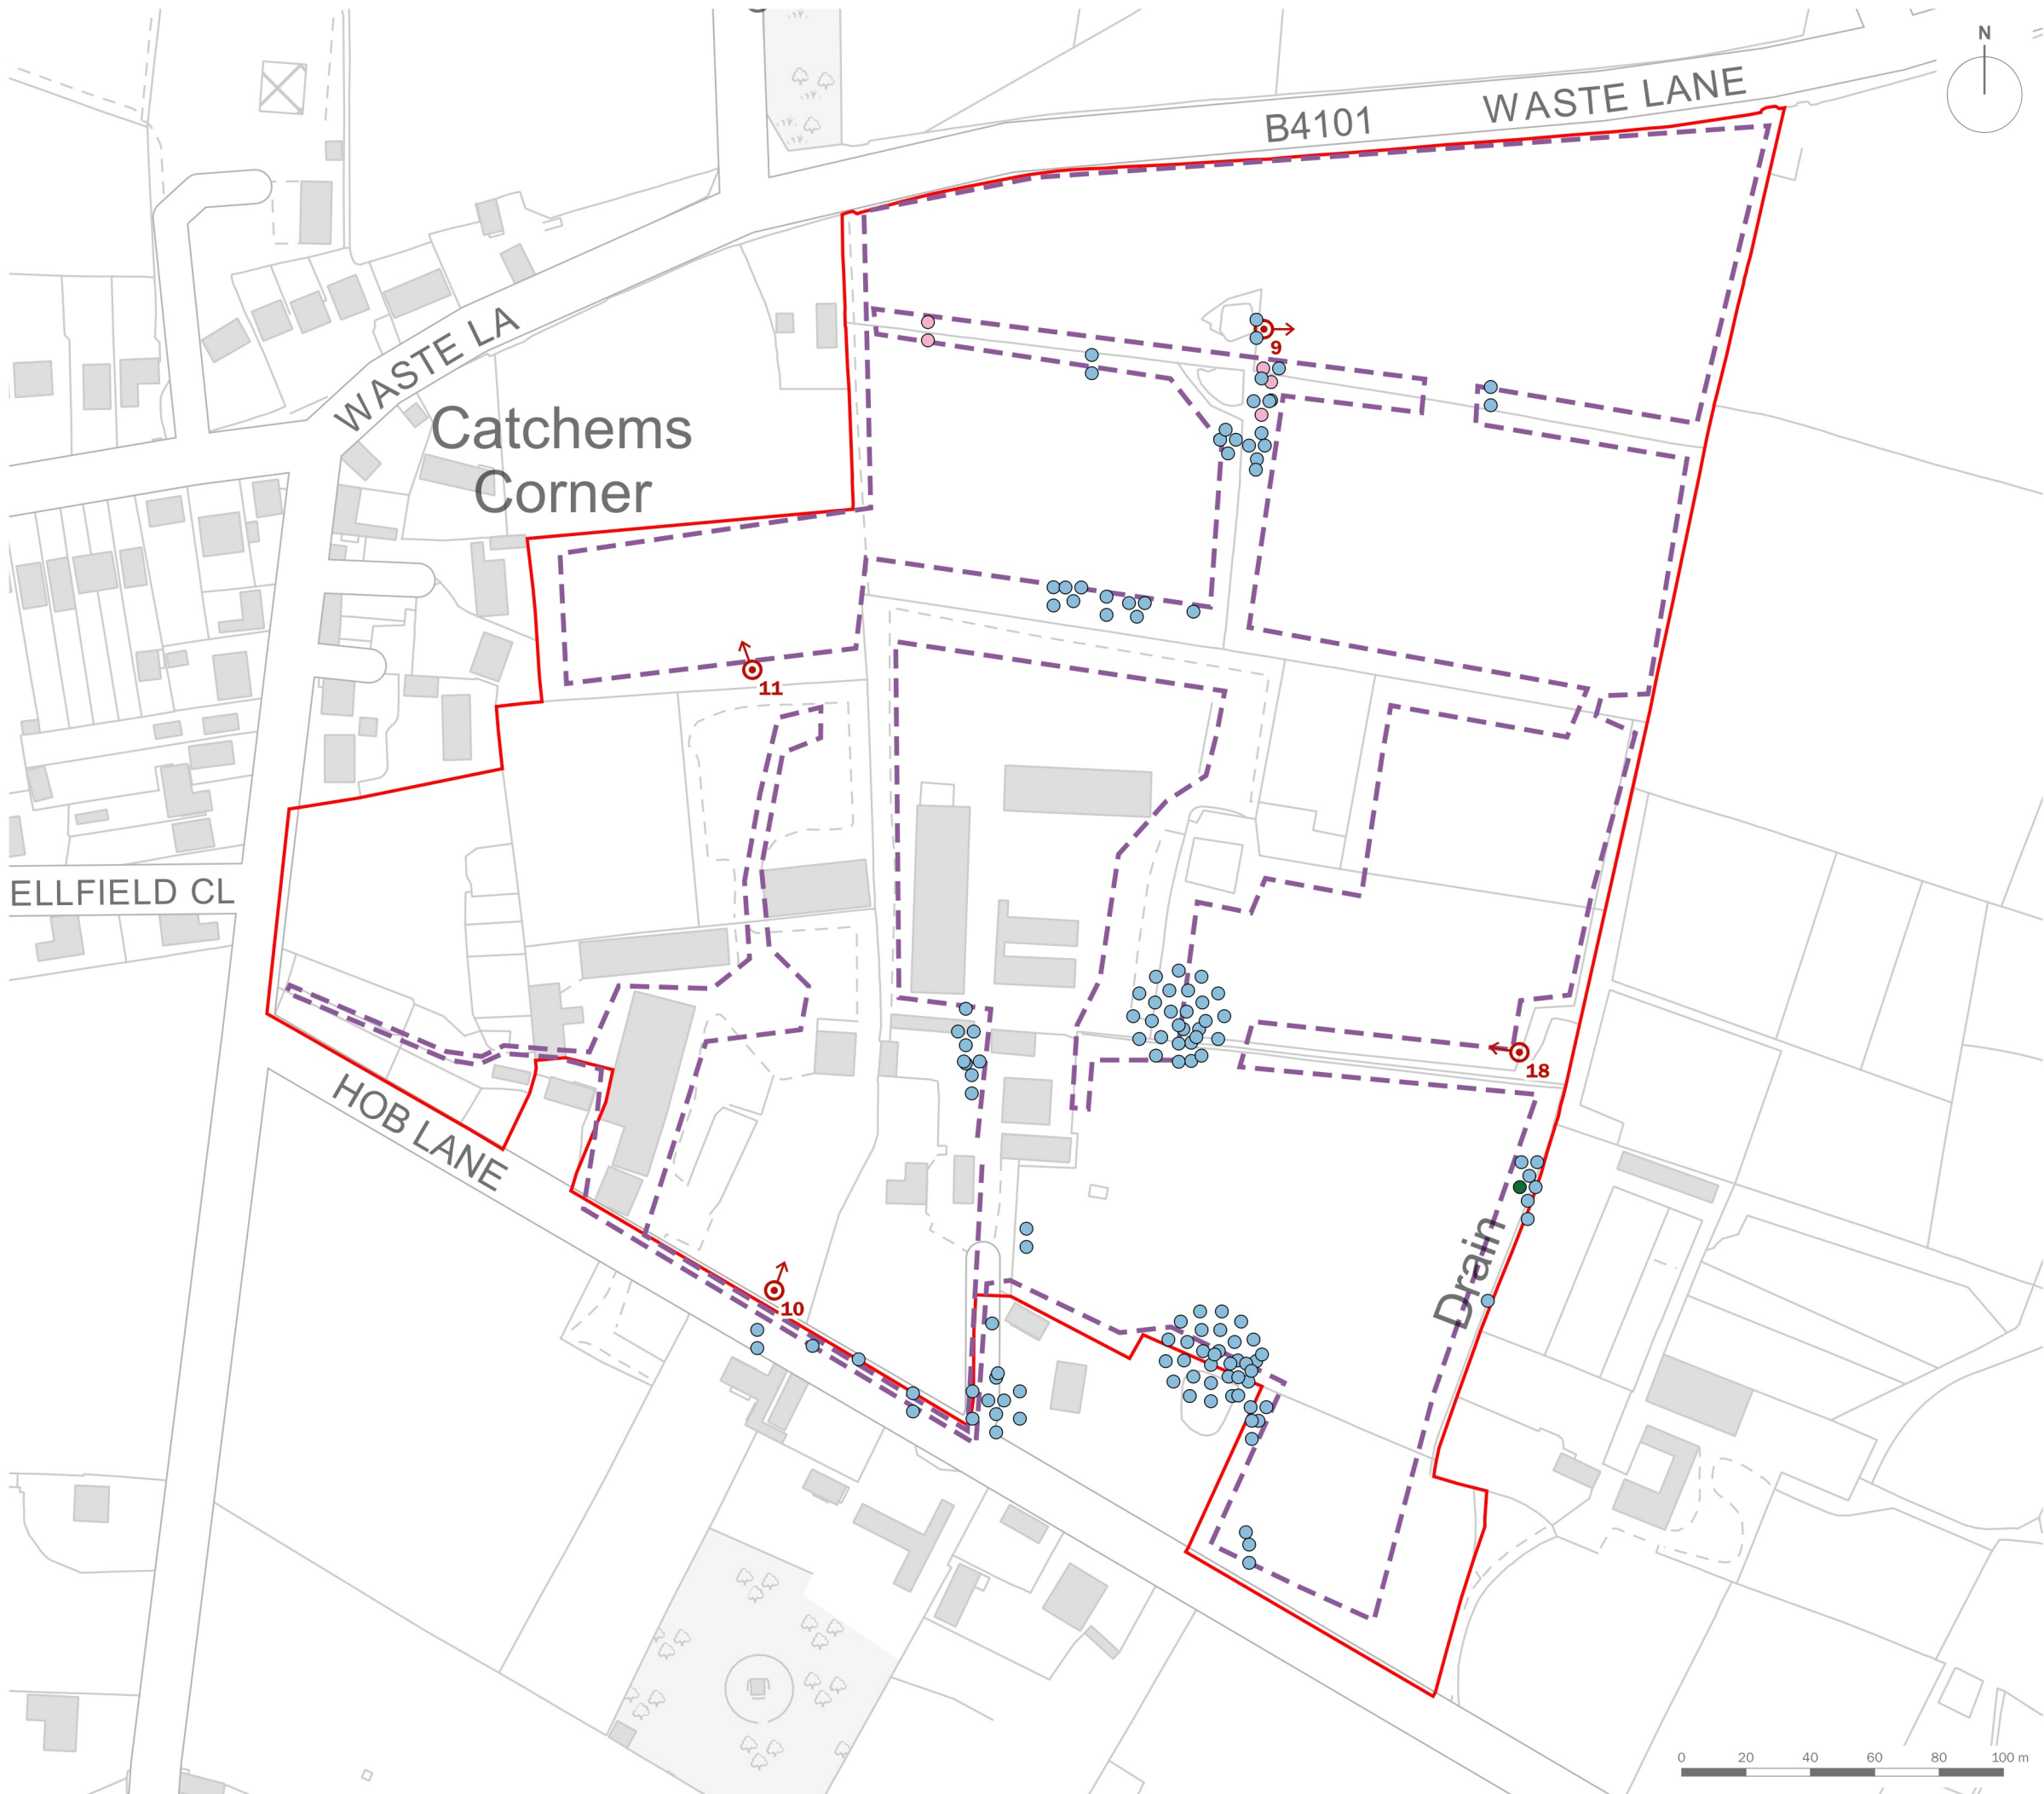 N
WASTE LANE
B4101
WASTE LA
9
Catchems
Corner
11
ELLFIELD CL
18
HOB LANE
Drain
10
0 20 40 60 80 100 m